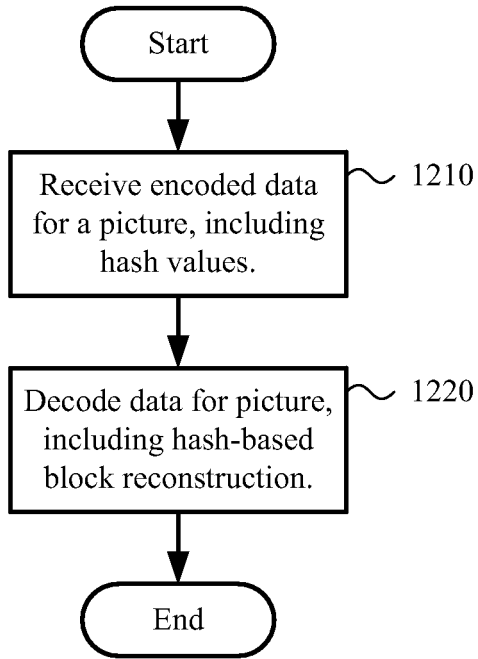 Start
Receive encoded data
for a picture, including
hash values.
1210
Decode data for picture,
including hash-based
block reconstruction.
1220
End